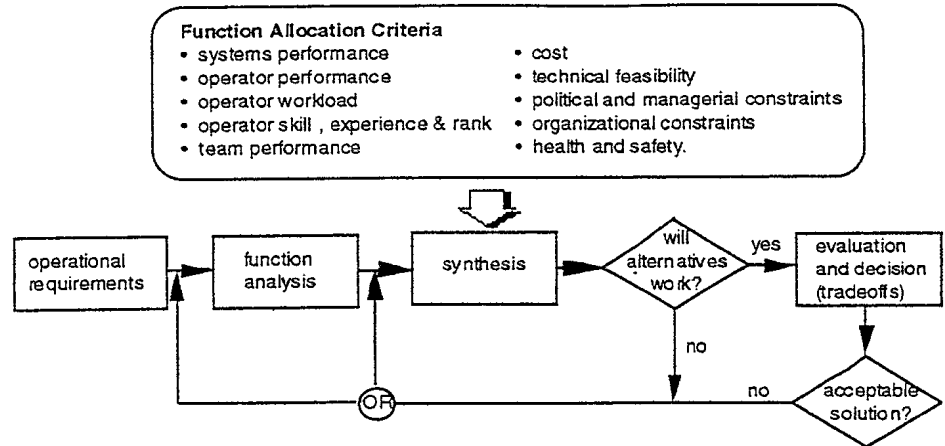 Function Allocation Criteria
• systems performance
• operator performance
• operator workload
• operator skill , experience & rank
• team performance
• cost
• technical feasibility
• political and managerial constraints
• organizational constraints
• health and safety.
operational
requirements
function
analysis
synthesis
will
alternatives
work?
yes
evaluation
and decision
(tradeoffs)
no
OR
no
acceptable
solution?